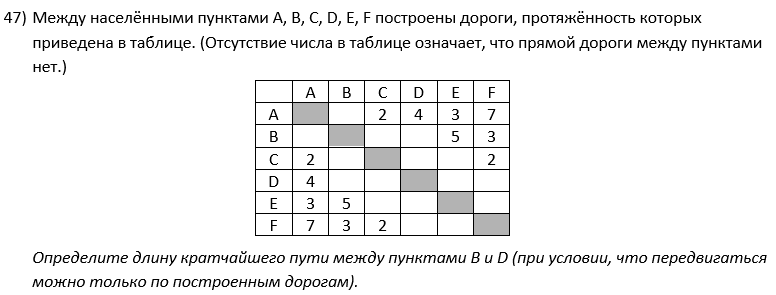 47) Между населёнными пунктами A, B, C, D, E, F построены дороги, протяжённость которых
приведена в таблице. (Отсутствие числа в таблице означает, что прямой дороги между пунктами
нет.)
A B C D E F
A 2 4 3 7
B 5 3
C 2 2
D 4
E 3 5
F 7 3 2
Определите длину кратчайшего пути между пунктами B и D (при условии, что передвигаться
можно только по построенным дорогам).